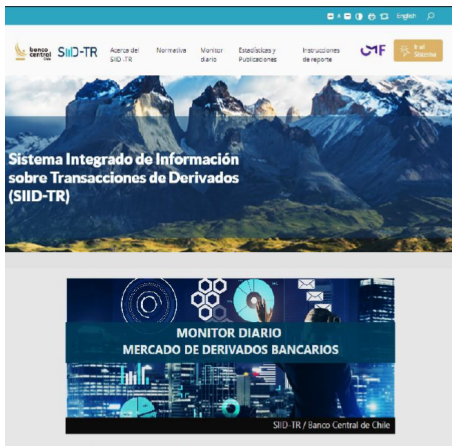 A
English
banco
central
Chile
SIID-TR
Acerca del
SIID-TR
Normativa
Monitor
diario
Estadísticas y
Publicaciones
Instrucciones
de reporte
CMF
Ir al
Sistema
Sistema Integrado de Información
sobre Transacciones de Derivados
(SIID-TR)
MONITOR DIARIO
MERCADO DE DERIVADOS BANCARIOS
SIID-TR / Banco Central de Chile